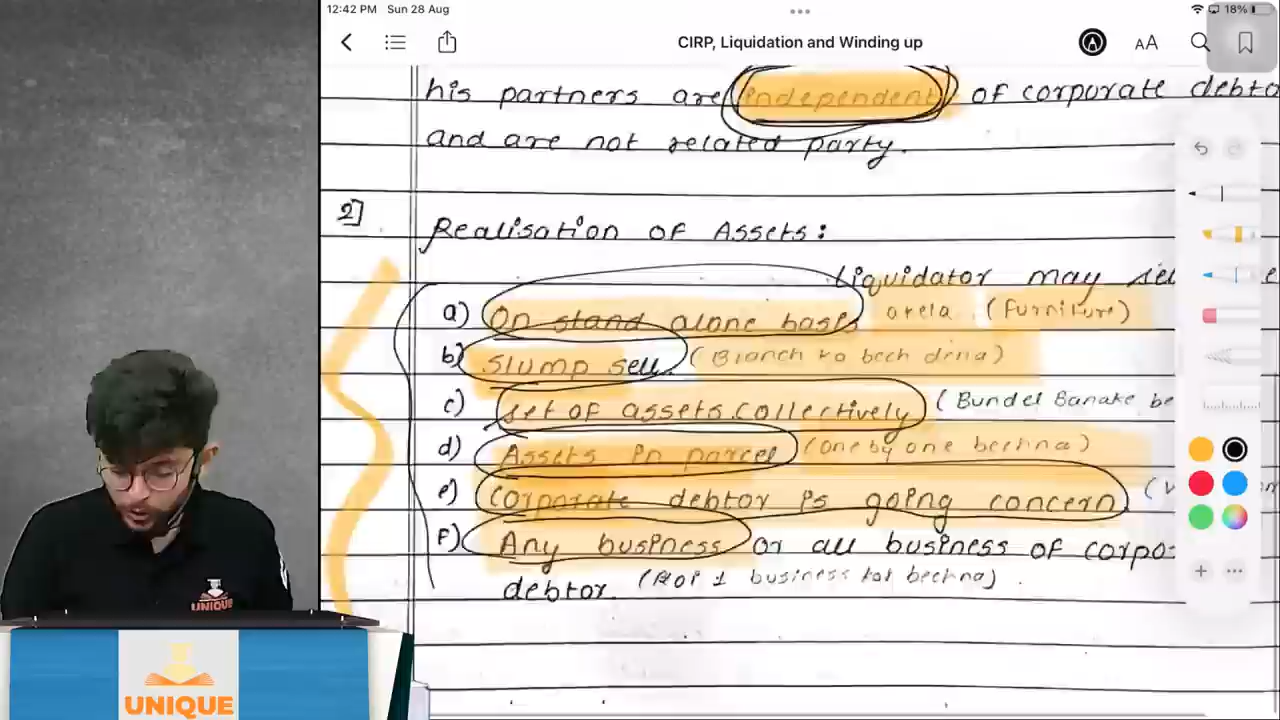 12:42 PM Sun 28 Aug
18%
CIRP, Liquidation and Winding up
AA
his partners are independent of corporate debto
and are not related party.
2] Realisation of Assets:
Liquidator may sel
a) On stand alone basis (Furniture)
b) Slump sell (Branch ko bech dena)
c) set of assets collectively (Bundel Banake be
d) Assets in parcel (one by one bechna)
e) corporate debtor is going concern
f) Any business or all business of corpo
debtor. 1 business bechna)
UNIQUE
UNIQUE